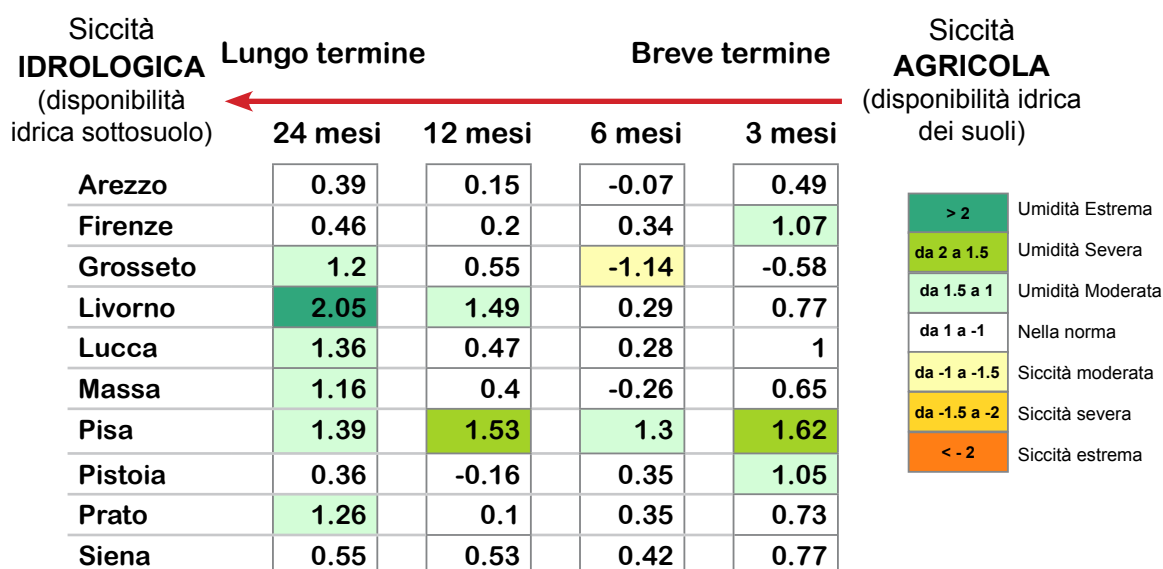 Siccità
IDROLOGICA
(disponibilità
idrica sottosuolo)
Lungo termine
Breve termine
Siccità
AGRICOLA
(disponibilità idrica
dei suoli)
24 mesi 12 mesi 6 mesi 3 mesi
Arezzo 0.39 0.15 -0.07 0.49
Firenze 0.46 0.2 0.34 1.07
Grosseto 1.2 0.55 -1.14 -0.58
Livorno 2.05 1.49 0.29 0.77
Lucca 1.36 0.47 0.28 1
Massa 1.16 0.4 -0.26 0.65
Pisa 1.39 1.53 1.3 1.62
Pistoia 0.36 -0.16 0.35 1.05
Prato 1.26 0.1 0.35 0.73
Siena 0.55 0.53 0.42 0.77
> 2 Umidità Estrema
da 2 a 1.5 Umidità Severa
da 1.5 a 1 Umidità Moderata
da 1 a -1 Nella norma
da -1 a -1.5 Siccità moderata
da -1.5 a -2 Siccità severa
< - 2 Siccità estrema